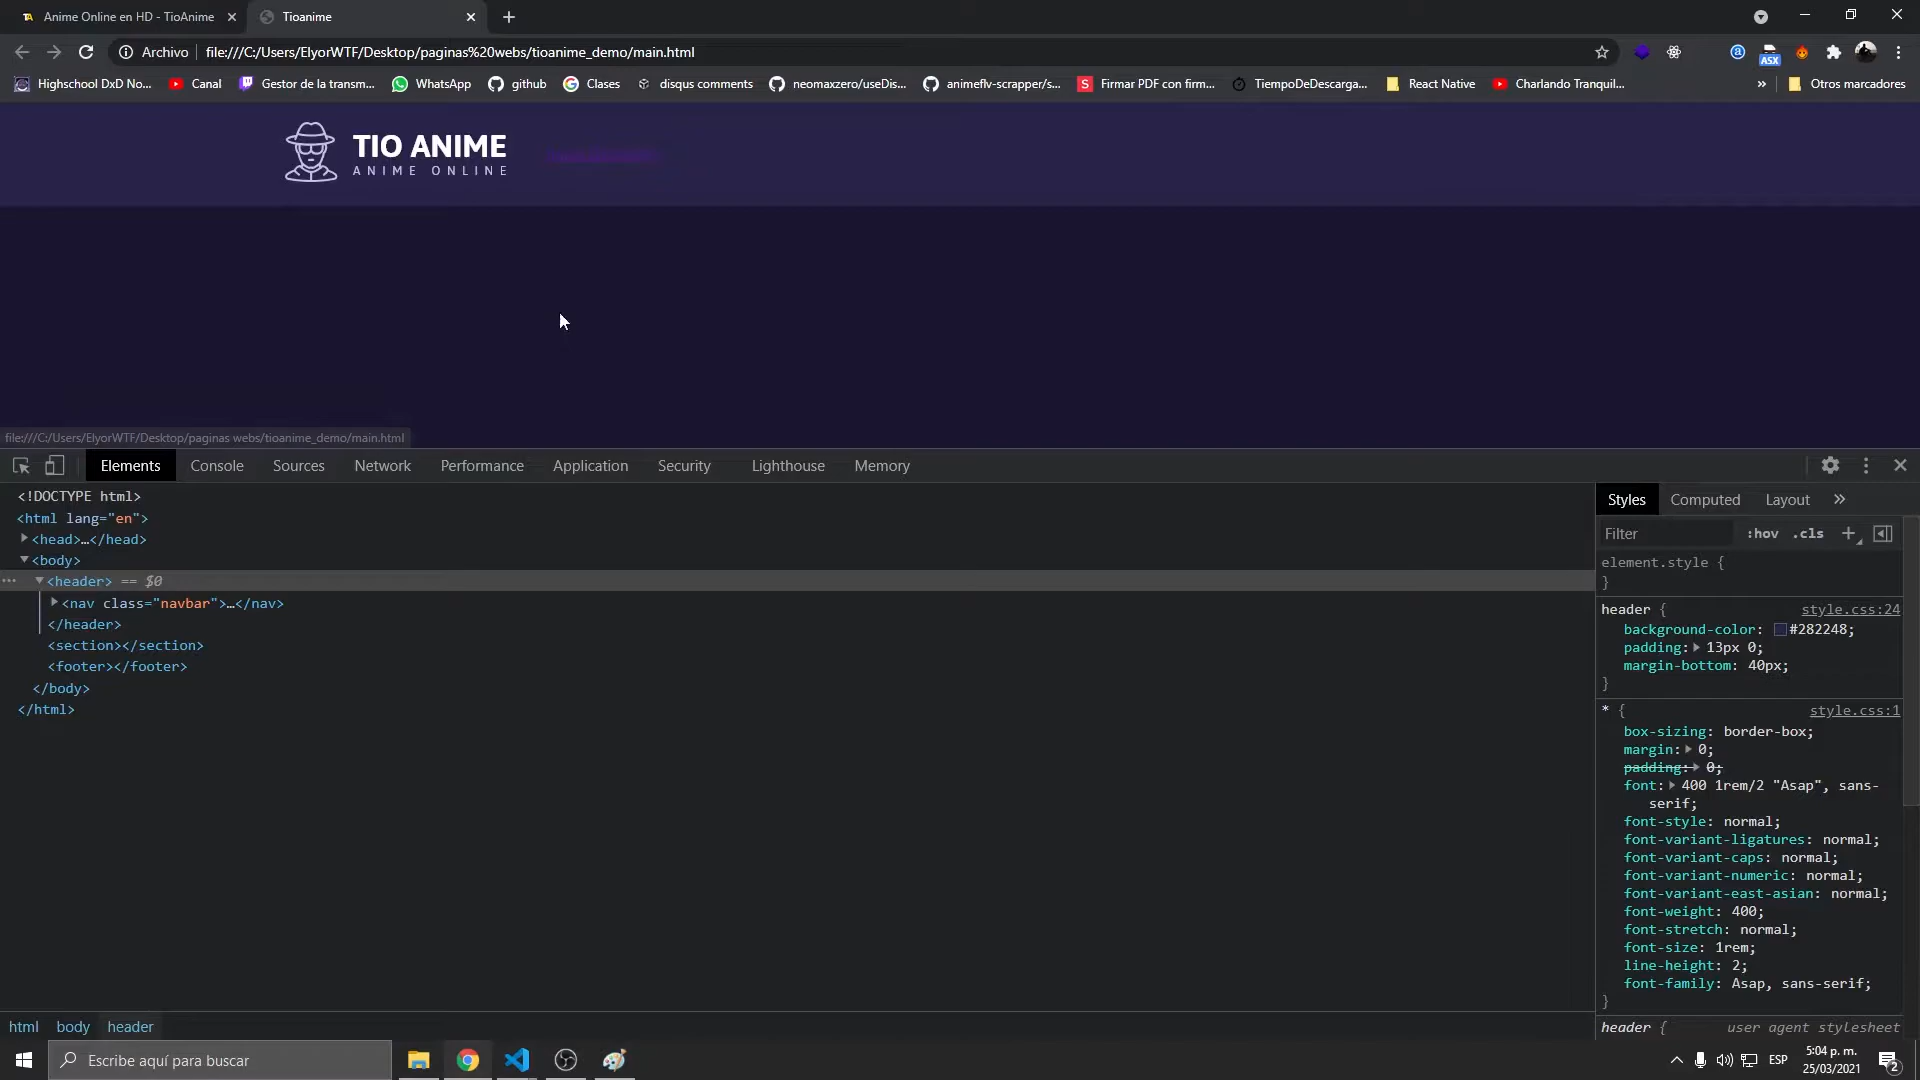 Anime Online en HD - TioAnime
Tioanime
Archivo
file:///C:/Users/ElyorWTF/Desktop/paginas%20webs/tioanime_demo/main.html
ASX
Highschool DxD No...
Canal
Gestor de la transm...
WhatsApp
github
Clases
disqus comments
neomaxzero/useDis...
animeflv-scrapper/s...
Firmar PDF con firm...
TiempoDeDescarga...
React Native
Charlando Tranquil...
»
Otros marcadores
TIO ANIME
ANIME ONLINE
file:///C:/Users/ElyorWTF/Desktop/paginas webs/tioanime_demo/main.html
Elements Console Sources Network Performance Application Security Lighthouse Memory
<!DOCTYPE html>
<html lang="en">
<head>…</head>
<body>
<header> == $0
<nav class="navbar">…</nav>
</header>
<section></section>
<footer></footer>
</body>
</html>
html body header
Styles Computed Layout »
Filter :hov .cls +
element.style {
}
header { style.css:24
background-color: #282248;
padding: 13px 0;
margin-bottom: 40px;
}
* { style.css:1
box-sizing: border-box;
margin: 0;
padding: 0;
font: 400 1rem/2 "Asap", sans-
serif;
font-style: normal;
font-variant-ligatures: normal;
font-variant-caps: normal;
font-variant-numeric: normal;
font-variant-east-asian: normal;
font-weight: 400;
font-stretch: normal;
font-size: 1rem;
line-height: 2;
font-family: Asap, sans-serif;
}
header { user agent stylesheet
Escribe aquí para buscar
ESP
5:04 p. m.
25/03/2021
2